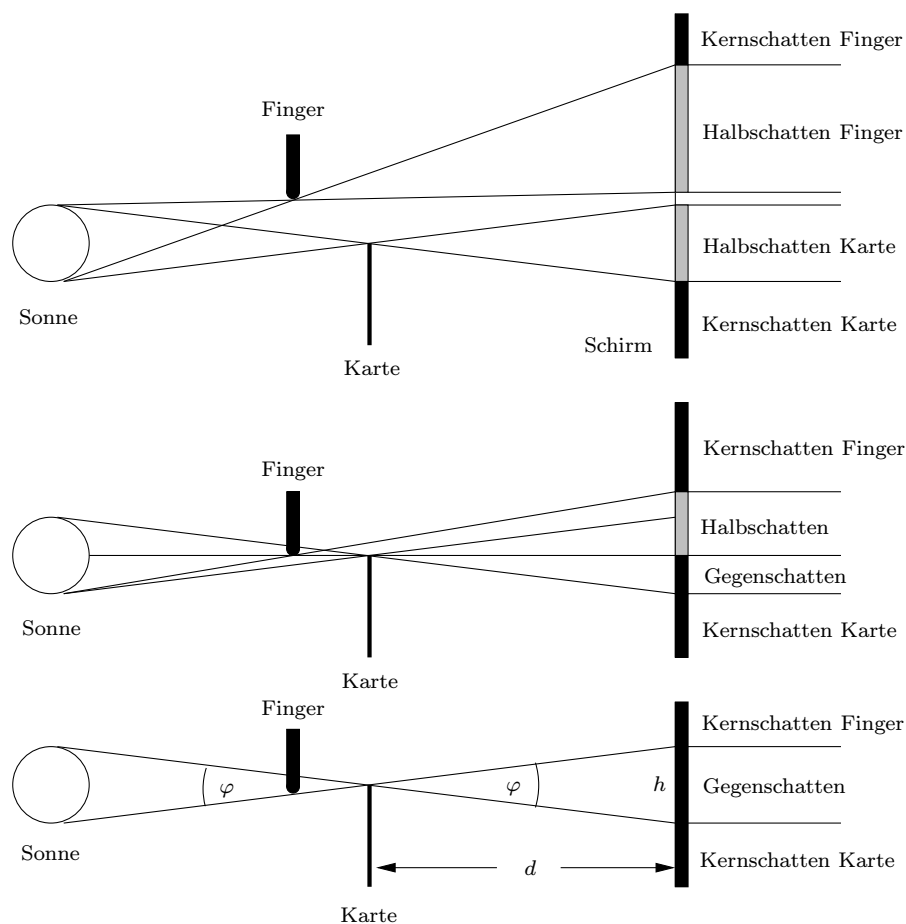 Kernschatten Finger
Finger
Halbschatten Finger
Halbschatten Karte
Sonne
Kernschatten Karte
Schirm
Karte
Kernschatten Finger
Finger
Halbschatten
Gegenschatten
Sonne
Kernschatten Karte
Karte
Finger
Kernschatten Finger
φ φ h Gegenschatten
Sonne
d
Kernschatten Karte
Karte